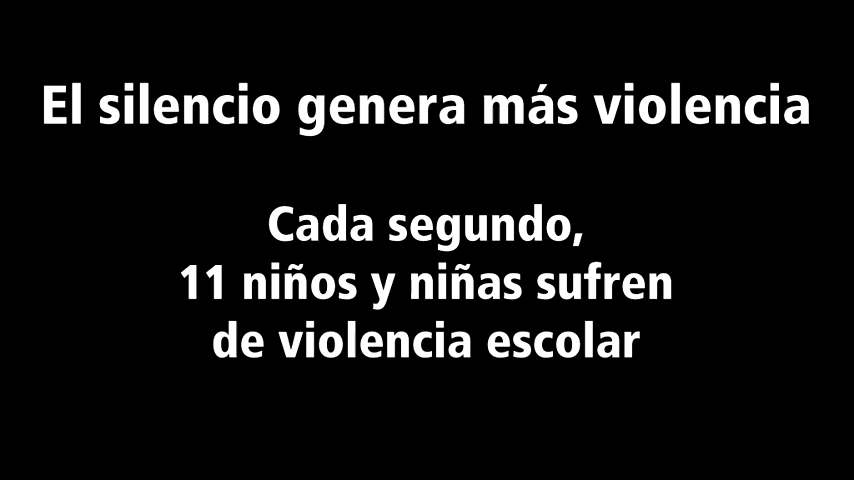 El silencio genera más violencia
Cada segundo,
11 niños y niñas sufren
de violencia escolar